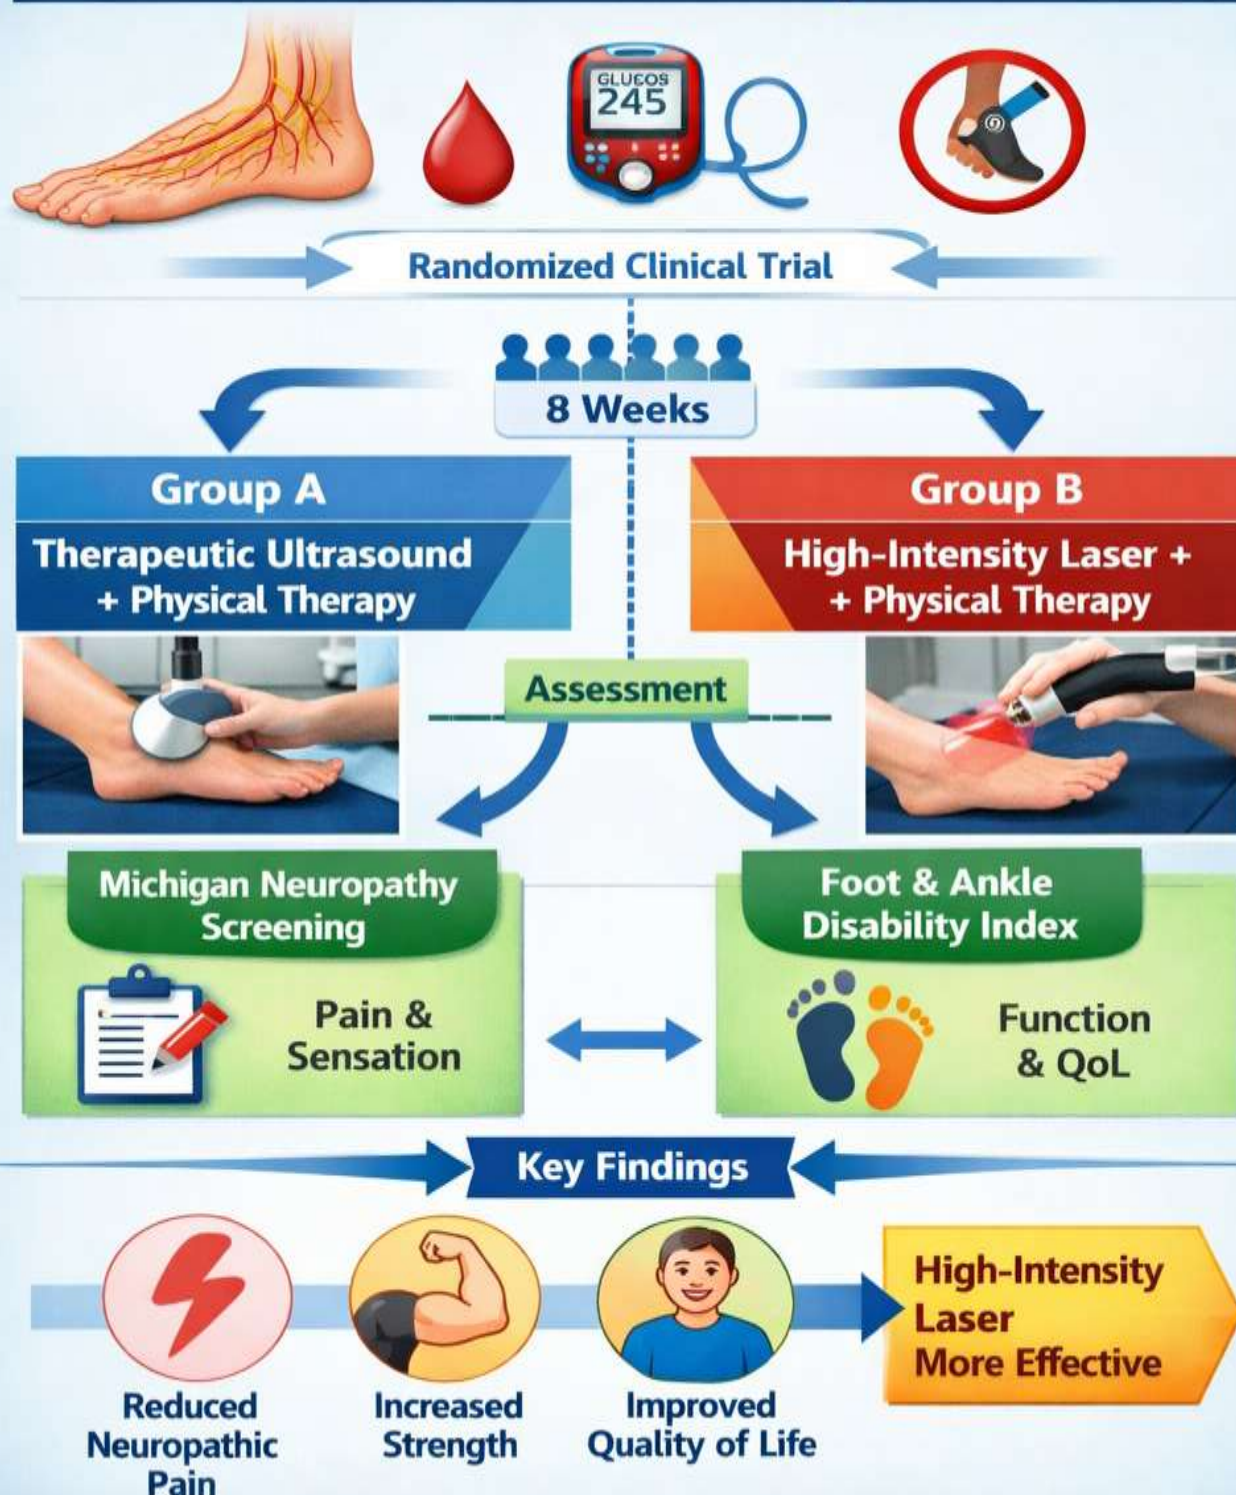 GLUCOS
245
Randomized Clinical Trial
8 Weeks
Group A
Therapeutic Ultrasound
+ Physical Therapy
Group B
High-Intensity Laser +
+ Physical Therapy
Assessment
Michigan Neuropathy
Screening
Pain &
Sensation
Foot & Ankle
Disability Index
Function
& QoL
Key Findings
Reduced
Neuropathic
Pain
Increased
Strength
Improved
Quality of Life
High-Intensity
Laser
More Effective